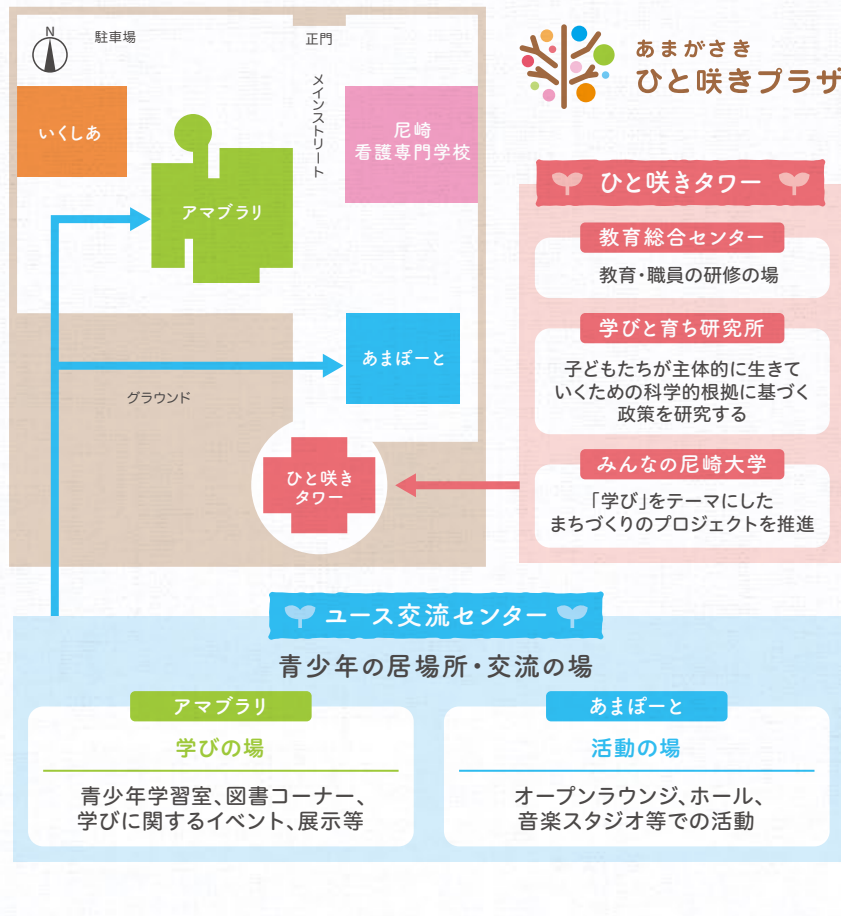 N
駐車場
正門
メインストリート
いくしあ
尼崎
看護専門学校
アマブラリ
あまぽーと
グラウンド
ひと咲き
タワー
あまがさき
ひと咲きプラザ
ひと咲きタワー
教育総合センター
教育・職員の研修の場
学びと育ち研究所
子どもたちが主体的に生きて
いくための科学的根拠に基づく
政策を研究する
みんなの尼崎大学
「学び」をテーマにした
まちづくりのプロジェクトを推進
ユース交流センター
青少年の居場所・交流の場
アマブラリ
学びの場
青少年学習室、図書コーナー、
学びに関するイベント、展示等
あまぽーと
活動の場
オープンラウンジ、ホール、
音楽スタジオ等での活動